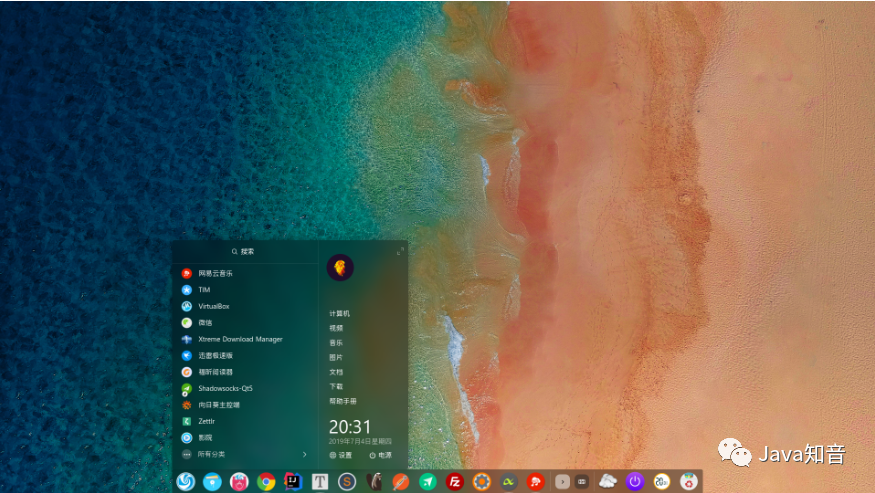 搜索
网易云音乐
TIM
VirtualBox
微信
Xtreme Download Manager
迅雷极速版
福昕阅读器
Shadowsocks-Qt5
向日葵主控端
Zettlr
影院
所有分类
计算机
视频
音乐
图片
文档
下载
帮助手册
20:31
2019年7月4日星期四
设置
电源
Java知音